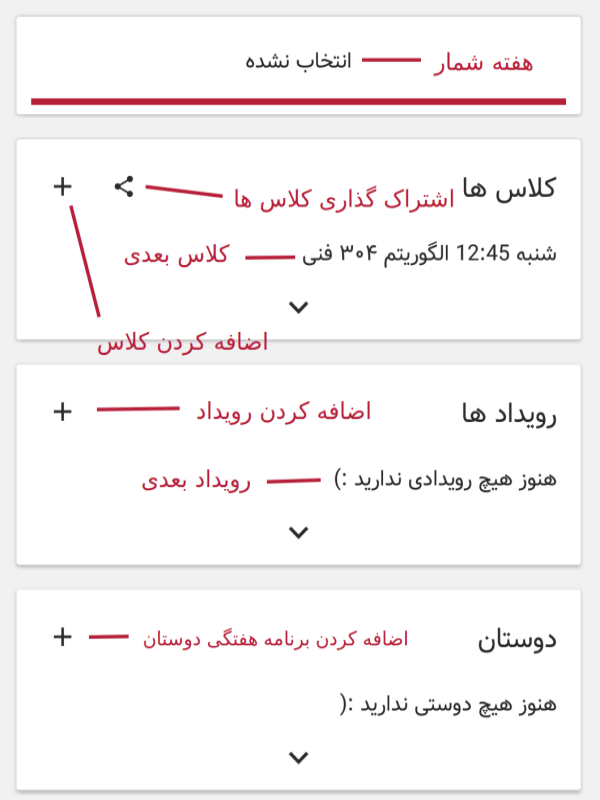 هفته شمار انتخاب نشده
کلاس ها
اشتراک گذاری کلاس ها
شنبه 12:45 الگوریتم ۳۰۴ فنی
کلاس بعدی
اضافه کردن کلاس
رویداد ها
اضافه کردن رویداد
هنوز هیچ رویدادی ندارید :)
رویداد بعدی
دوستان
اضافه کردن برنامه هفتگی دوستان
هنوز هیچ دوستی ندارید :(